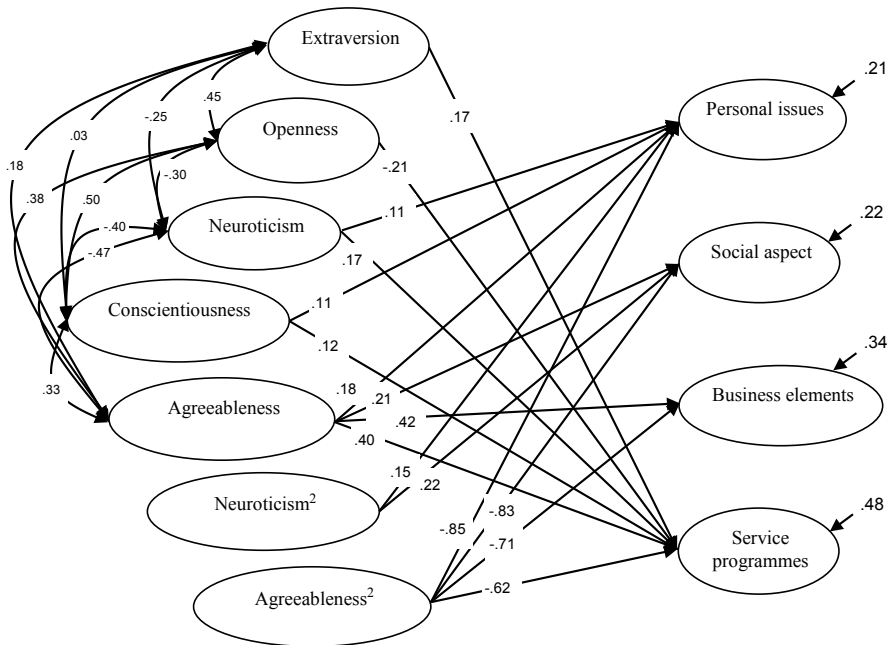 Extraversion
.21
Personal issues
.17
.45
-.25
.03
Openness
.18
.38
.50
-.30
-.21
Neuroticism
.11
.22
Social aspect
-.40
-.47
.17
Conscientiousness
.11
.12
.34
.33
Agreeableness
.18
.21
.42
Business elements
.40
Neuroticism²
.15
.22
-.83
-.85
-.71
.48
Service
programmes
Agreeableness²
-.62